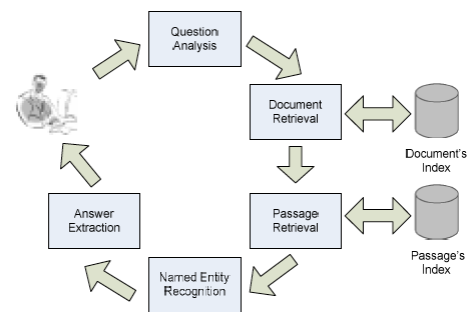 Question
Analysis
Document
Retrieval
Document's
Index
Passage
Retrieval
Passage's
Index
Named Entity
Recognition
Answer
Extraction